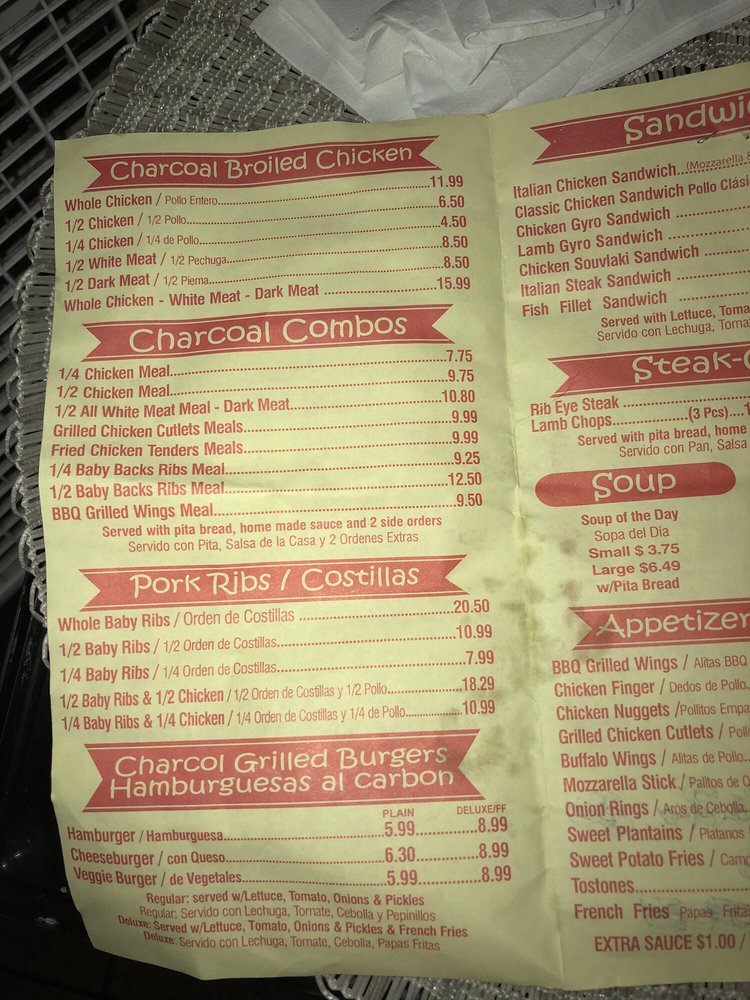 Charcoal Broiled Chicken
Whole Chicken / Pollo Entero..............11.99
1/2 Chicken / 1/2 Pollo..............6.50
1/4 Chicken / 1/4 de Pollo..............4.50
1/2 White Meat / 1/2 Pechuga..............8.50
1/2 Dark Meat / 1/2 Pierna..............8.50
Whole Chicken - White Meat - Dark Meat ..............15.99
Charcoal Combos
1/4 Chicken Meal..............7.75
1/2 Chicken Meal..............9.75
1/2 All White Meat Meal - Dark Meat..............10.80
Grilled Chicken Cutlets Meals..............9.99
Fried Chicken Tenders Meals..............9.99
1/4 Baby Backs Ribs Meal..............9.25
1/2 Baby Backs Ribs Meal..............12.50
BBQ Grilled Wings Meal..............9.50
Served with pita bread, home made sauce and 2 side orders
Servido con Pita, Salsa de la Casa y 2 Ordenes Extras
Pork Ribs / Costillas
Whole Baby Ribs / Orden de Costillas ..............20.50
1/2 Baby Ribs / 1/2 Orden de Costillas..............10.99
1/4 Baby Ribs / 1/4 Orden de Costillas..............7.99
1/2 Baby Ribs & 1/2 Chicken / 1/2 Orden de Costillas y 1/2 Pollo..............18.29
1/4 Baby Ribs & 1/4 Chicken / 1/4 Orden de Costillas y 1/4 de Pollo..............10.99
Charcol Grilled Burgers
Hamburguesas al carbon
PLAIN DELUXE/FF
Hamburger / Hamburguesa..............5.99..............8.99
Cheeseburger / con Queso..............6.30..............8.99
Veggie Burger / de Vegetales..............5.99..............8.99
Regular: served w/Lettuce, Tomato, Onions & Pickles
Regular: Servido con Lechuga, Tomate, Cebolla y Pepinillos
Deluxe: Served w/Lettuce, Tomato, Onions & Pickles & French Fries
Deluxe: Servido con Lechuga, Tomate, Cebolla, Papas Fritas
Sandwi
Italian Chicken Sandwich...(Mozzarella
Classic Chicken Sandwich Pollo Clási
Chicken Gyro Sandwich ..............
Lamb Gyro Sandwich ..............
Chicken Souvlaki Sandwich ..............
Italian Steak Sandwich ..............
Fish Fillet Sandwich ..............
Served with Lettuce, Toma
Servido con Lechuga, Toma
Steak-
Rib Eye Steak ..............
Lamb Chops..............(3 Pcs)....1
Served with pita bread, home
Servido con Pan, Salsa
Soup
Soup of the Day
Sopa del Dia
Small $ 3.75
Large $6.49
w/Pita Bread
Appetizer
BBQ Grilled Wings / Alitas BBQ
Chicken Finger / Dedos de Pollo..
Chicken Nuggets /Pollitos Empa
Grilled Chicken Cutlets / Poll
Buffalo Wings / Alitas de Pollo...
Mozzarella Stick / Palitos de
Onion Rings / Aros de Cebolla
Sweet Plantains / Platanos
Sweet Potato Fries / Cam
Tostones..............
French Fries Papas Frita
EXTRA SAUCE $1.00 /